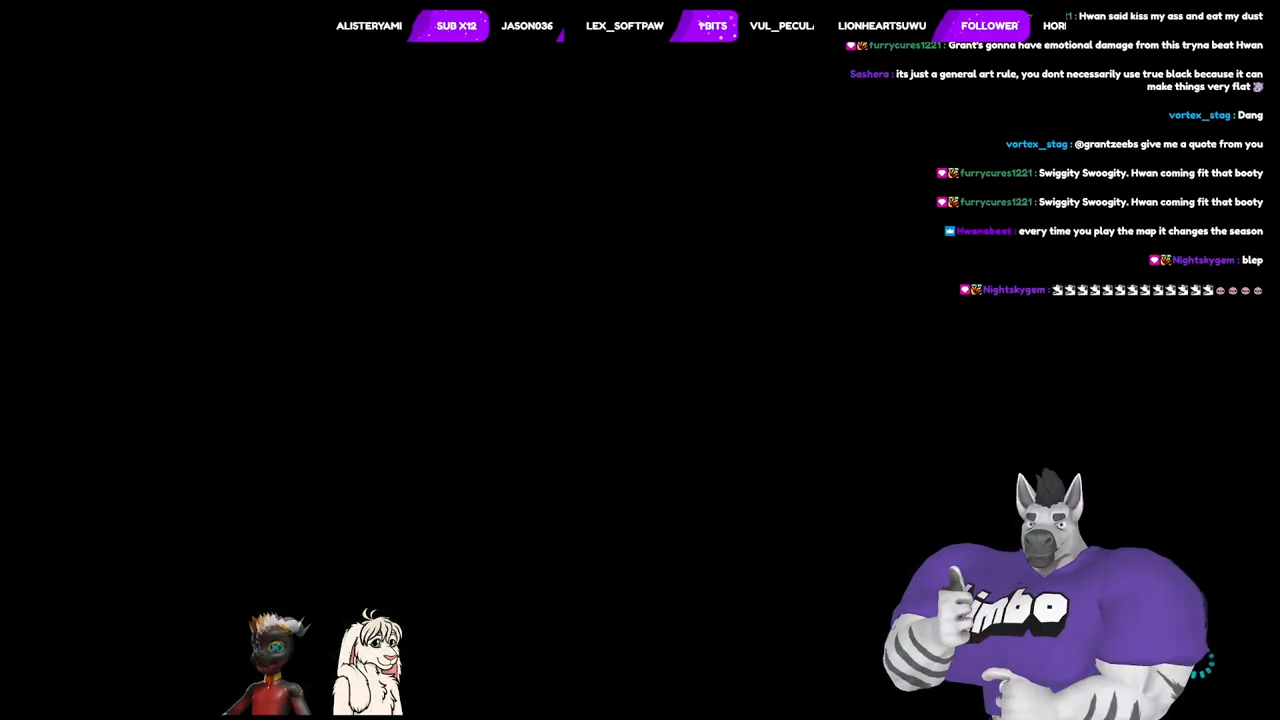 ALISTERYAMI SUB X12 JASON036 LEX_SOFTPAW BITS VUL_PECUL LIONHEARTSUWU FOLLOWER HOR
: Hwan said kiss my ass and eat my dust
furrycures1221 : Grant's gonna have emotional damage from this tryna beat Hwan
Sashera : its just a general art rule, you dont necessarily use true black because it can
make things very flat
vortex_stag : Dang
vortex_stag : @grantzeebs give me a quote from you
furrycures1221 : Swiggity Swoogity. Hwan coming fit that booty
furrycures1221 : Swiggity Swoogity. Hwan coming fit that booty
Hwanobeat : every time you play the map it changes the season
Nightskygem : blep
Nightskygem :
imbo